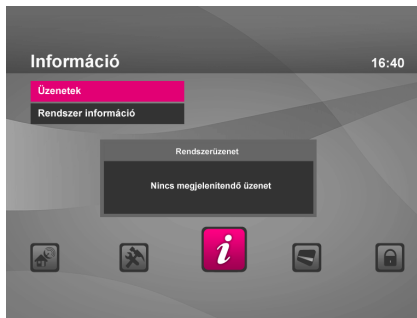 Információ
16:40
Üzenetek
Rendszer információ
Rendszerüzenet
Nincs megjelenitendő üzenet
i